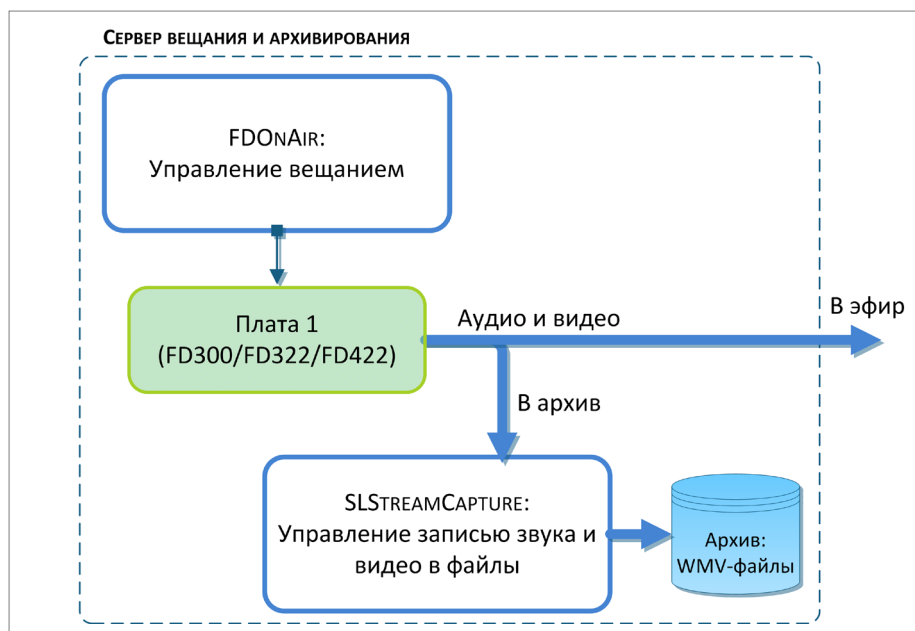 Сервер вещания и архивирования
FDOnAir:
Управление вещанием
Плата 1
(FD300/FD322/FD422)
Аудио и видео
В эфир
В архив
SLStreamCapture:
Управление записью звука и
видео в файлы
Архив:
WMV-файлы